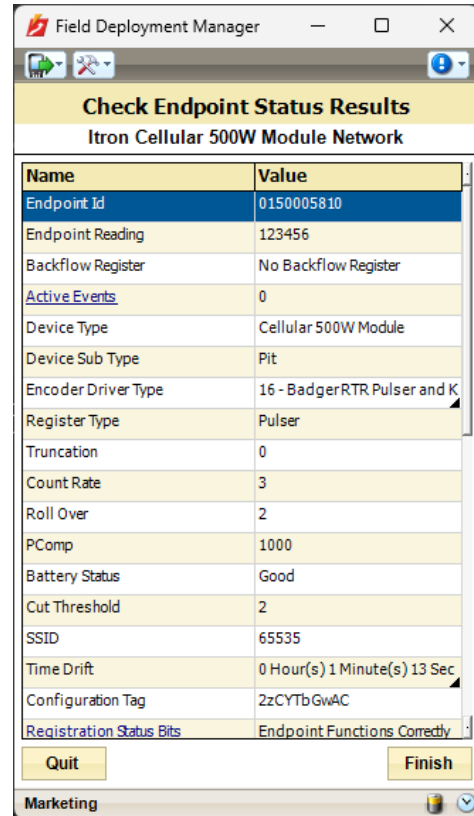 Field Deployment Manager
Check Endpoint Status Results
Itron Cellular 500W Module Network
Name Value
Endpoint Id 0150005810
Endpoint Reading 123456
Backflow Register No Backflow Register
Active Events 0
Device Type Cellular 500W Module
Device Sub Type Pit
Encoder Driver Type 16 - BadgerRTR Pulser and K
Register Type Pulser
Truncation 0
Count Rate 3
Roll Over 2
PComp 1000
Battery Status Good
Cut Threshold 2
SSID 65535
Time Drift 0 Hour(s) 1 Minute(s) 13 Sec
Configuration Tag 2zCYTbGwAC
Registration Status Bits Endpoint Functions Correctly
Quit Finish
Marketing